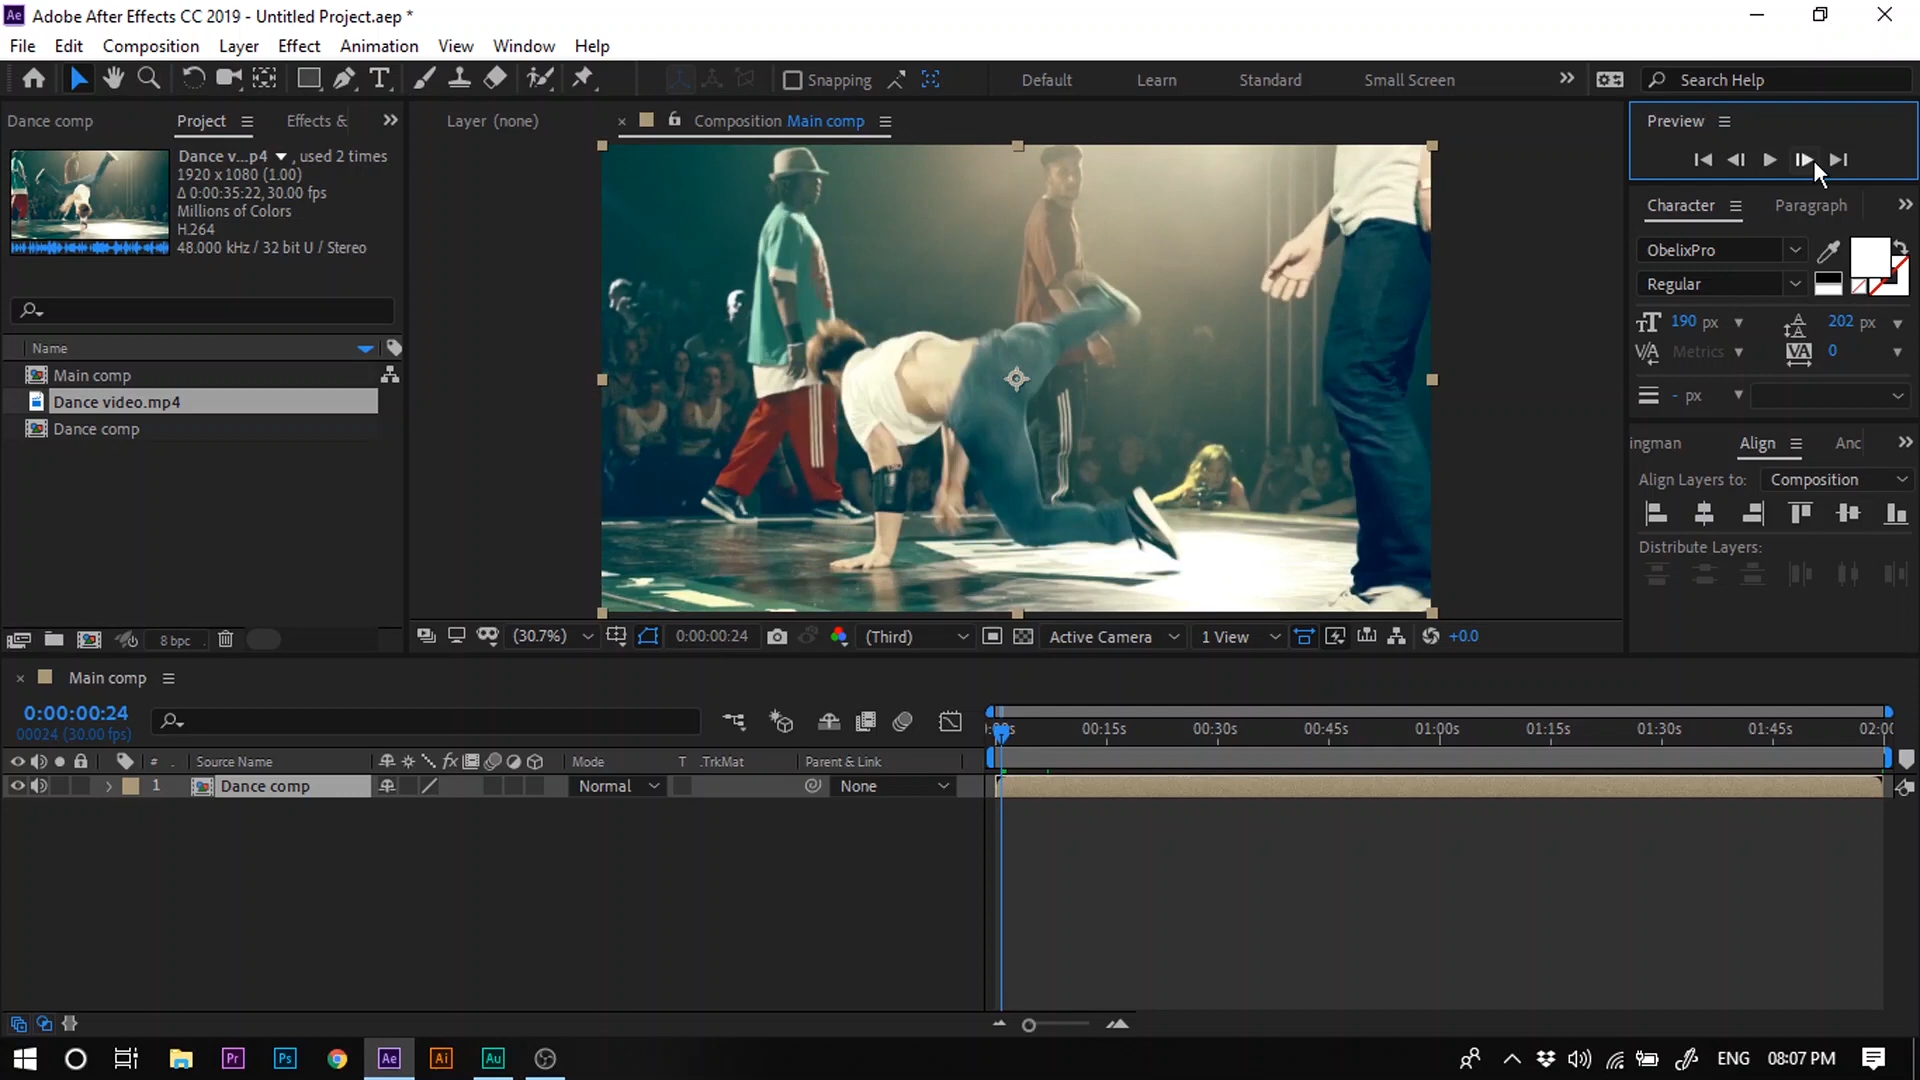 Adobe After Effects CC 2019 - Untitled Project.aep *
File Edit Composition Layer Effect Animation View Window Help
Snapping Default Learn Standard Small Screen Search Help
Dance comp Project Effects &
Layer (none) Composition Main comp
Preview
Dance v...p4 , used 2 times
1920 x 1080 (1.00)
Δ 0:00:35:22, 30.00 fps
Millions of Colors
H.264
48.000 kHz / 32 bit U / Stereo
Name
Main comp
Dance video.mp4
Dance comp
8 bpc
(30.7%) 0:00:00:24 (Third) Active Camera 1 View +0.0
Character Paragraph
ObelixPro
Regular
190 px 202 px
Metrics 0
- px
ingman Align Anc
Align Layers to: Composition
Distribute Layers:
Main comp
0:00:00:24
00024 (30.00 fps)
00:15s 00:30s 00:45s 01:00s 01:15s 01:30s 01:45s
# Source Name Mode T .TrkMat Parent & Link
1 Dance comp Normal None
Pr Ps Ae Ai Au ENG 08:07 PM